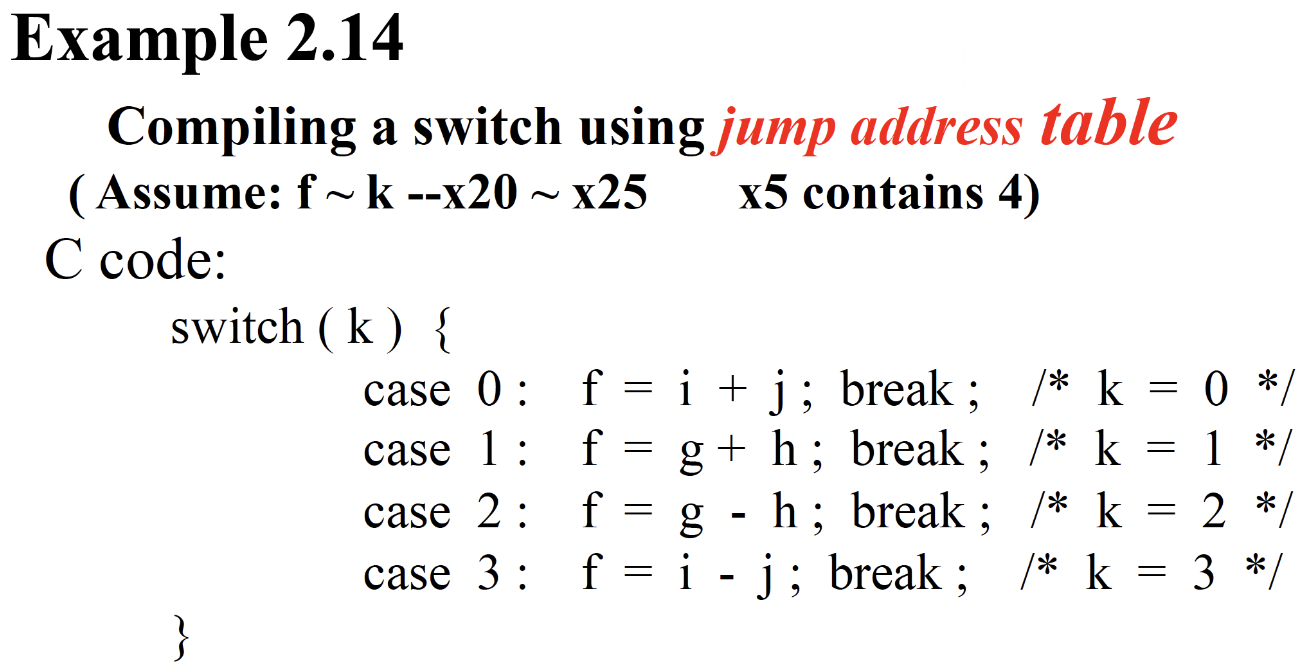 Example 2.14
Compiling a switch using jump address table
( Assume: f ~ k --x20 ~ x25 x5 contains 4)
C code:
switch ( k ) {
case 0 : f = i + j ; break ; /* k = 0 */
case 1 : f = g + h ; break ; /* k = 1 */
case 2 : f = g - h ; break ; /* k = 2 */
case 3 : f = i - j ; break ; /* k = 3 */
}